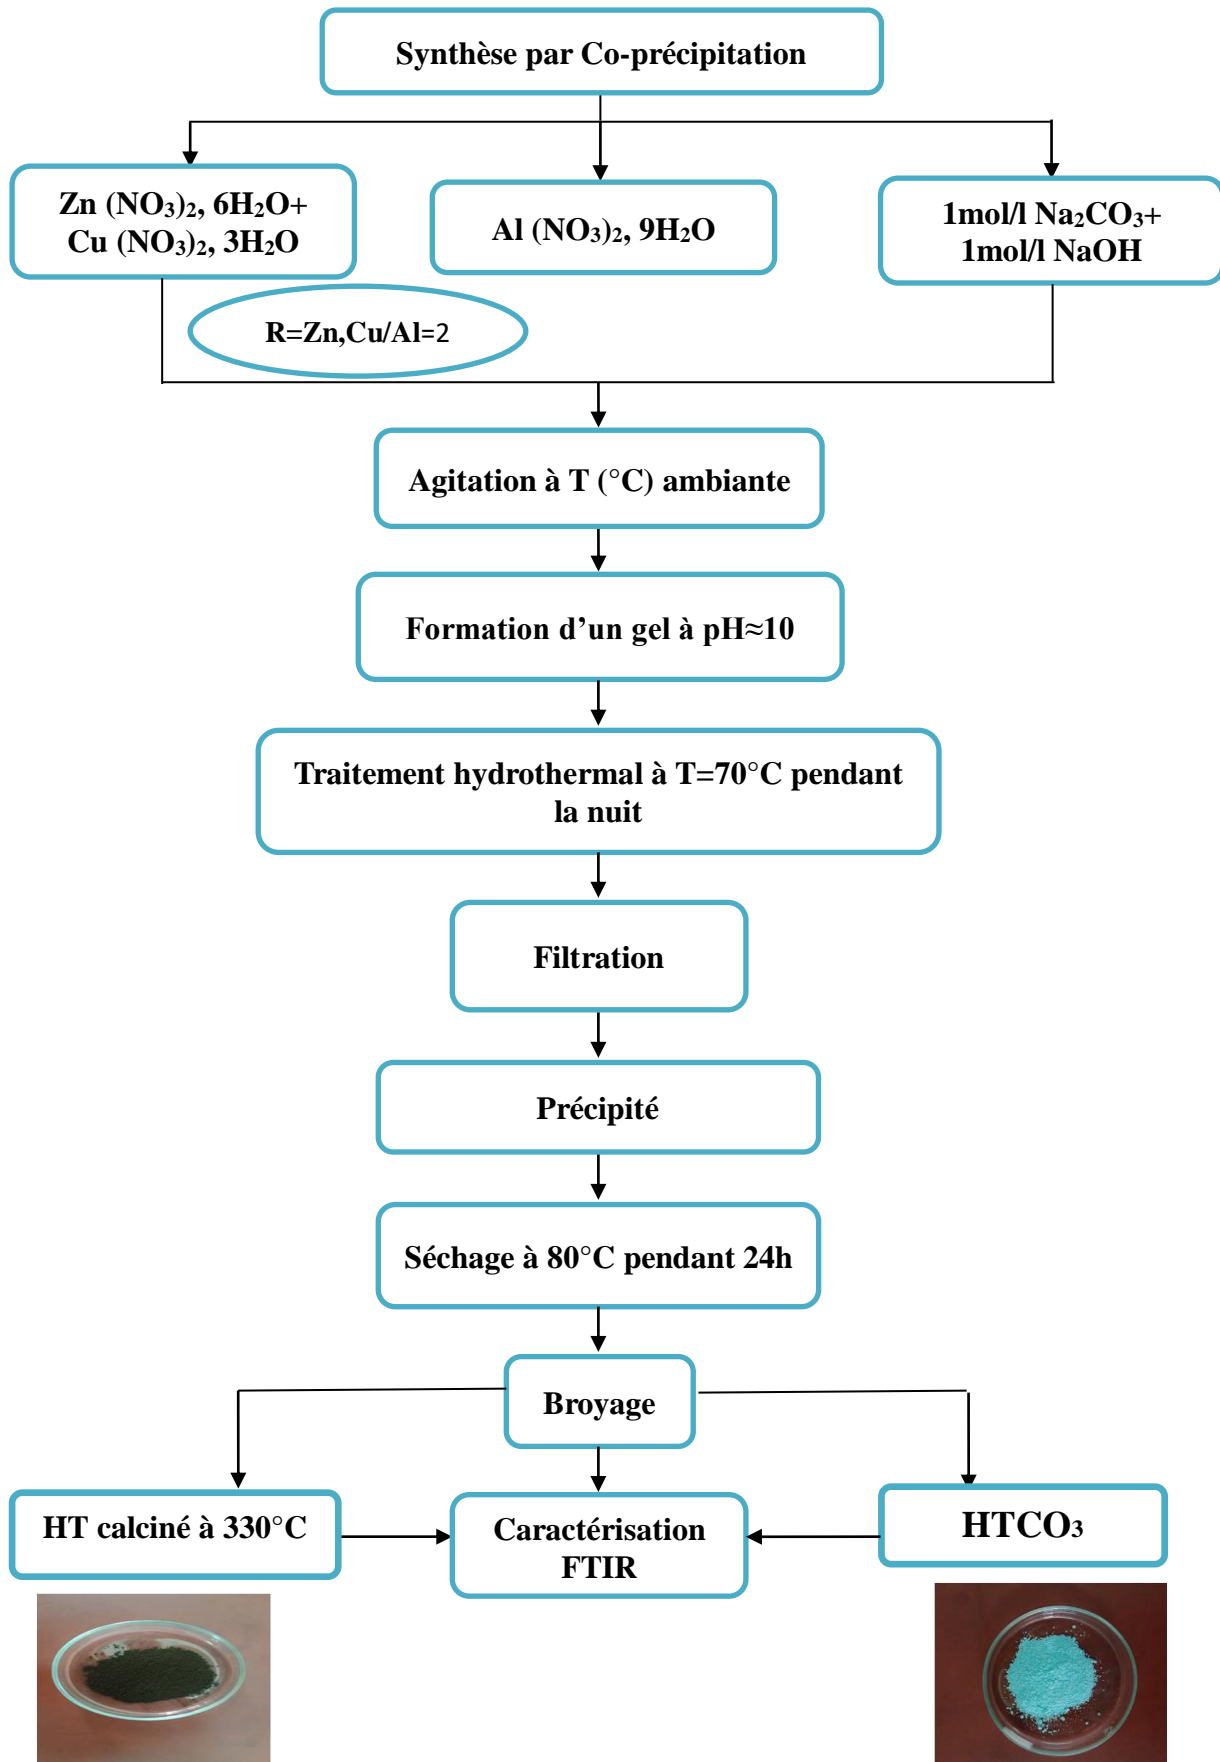 Synthèse par Co-précipitation
Zn (NO₃)₂, 6H₂O+
Cu (NO₃)₂, 3H₂O
Al (NO₃)₂, 9H₂O
1mol/l Na₂CO₃+
1mol/l NaOH
R=Zn,Cu/Al=2
Agitation à T (°C) ambiante
Formation d’un gel à pH≈10
Traitement hydrothermal à T=70°C pendant
la nuit
Filtration
Précipité
Séchage à 80°C pendant 24h
Broyage
HT calciné à 330°C
Caractérisation
FTIR
HTCO₃